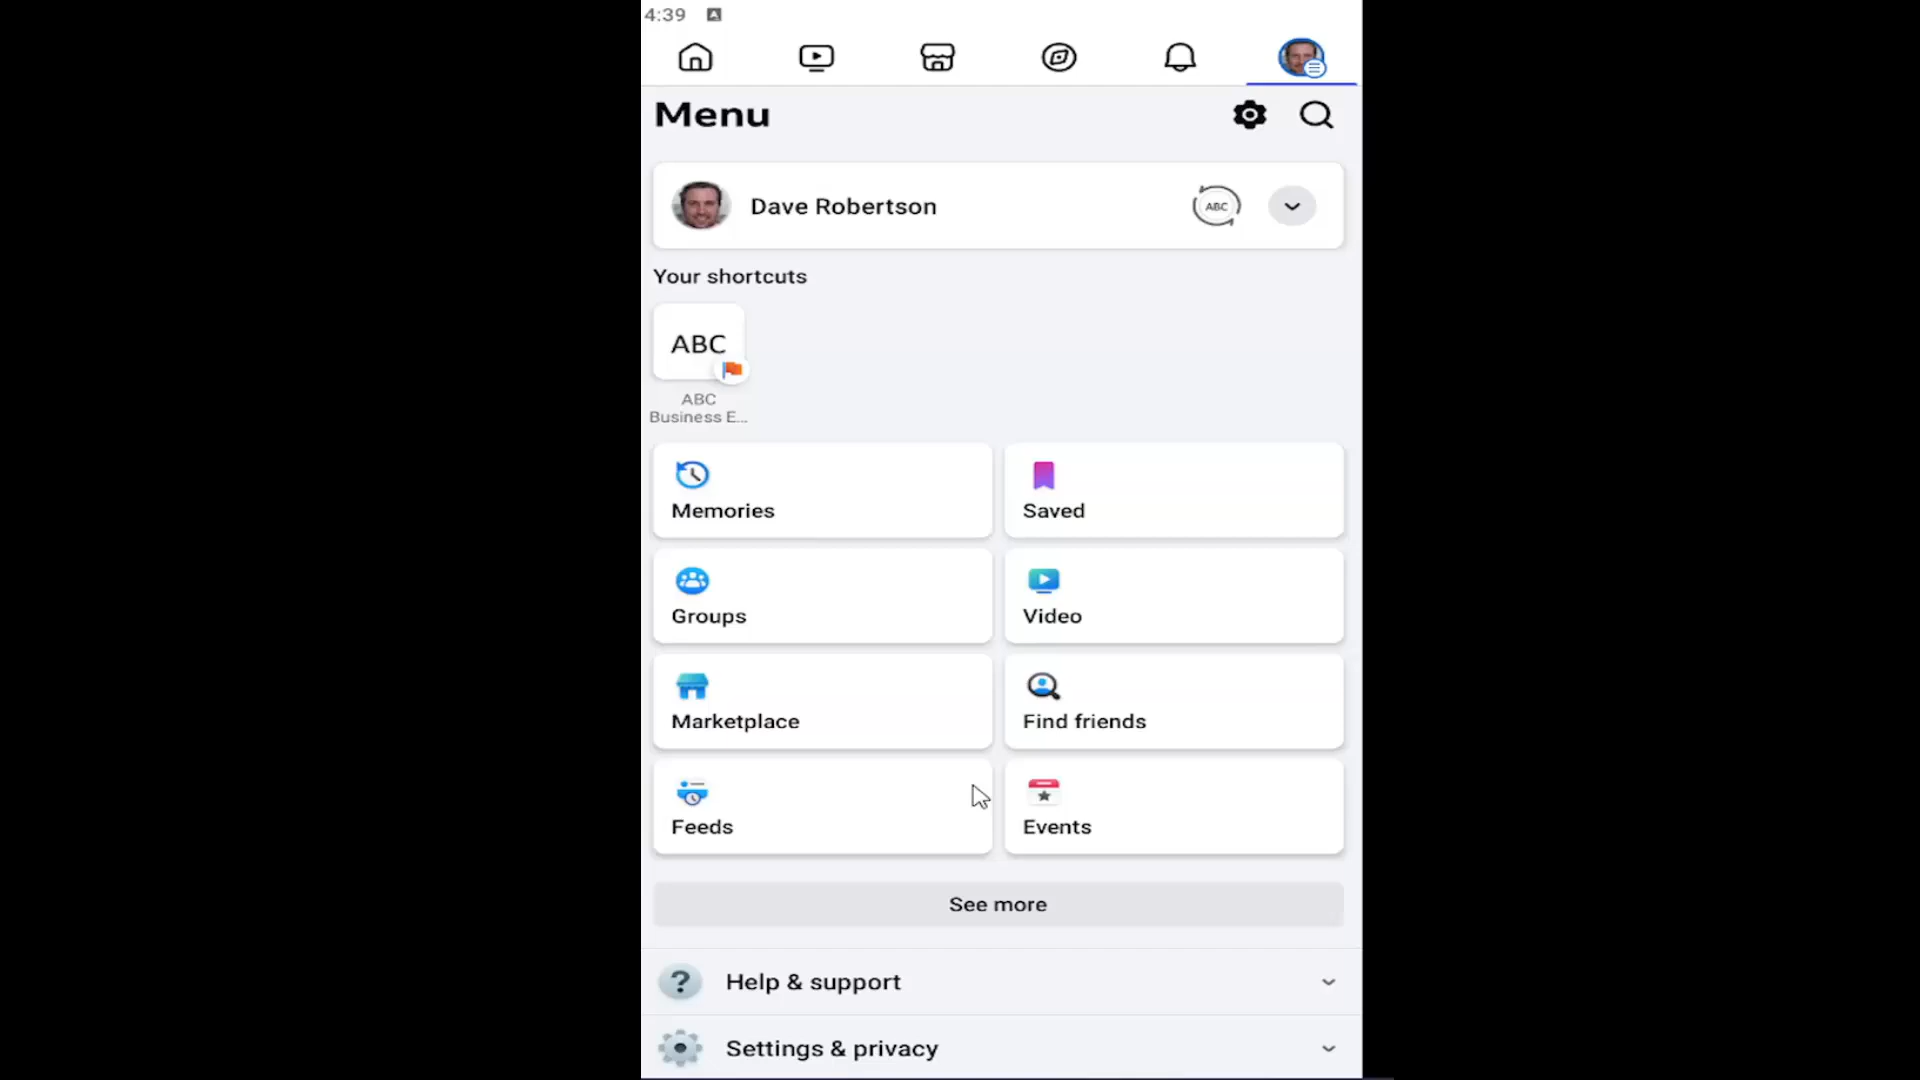 4:39
Menu
Dave Robertson
ABC
Your shortcuts
ABC
ABC
Business E...
Memories
Saved
Groups
Video
Marketplace
Find friends
Feeds
Events
See more
Help & support
Settings & privacy